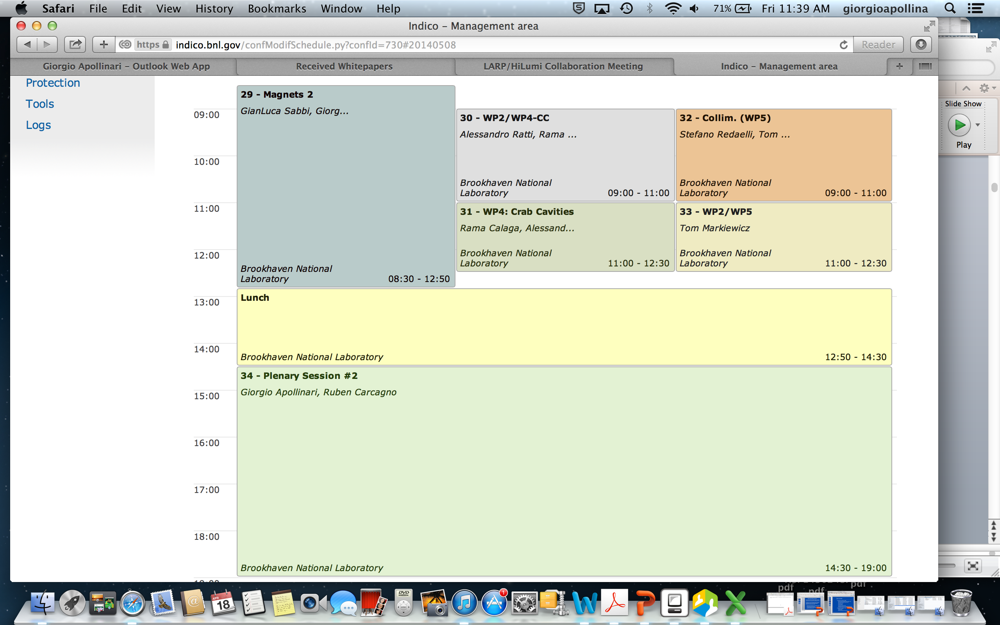 Safari File Edit View History Bookmarks Window Help 71% Fri 11:39 AM giorgioapollina
Indico – Management area
https indico.bnl.gov/confModifSchedule.py?confId=730#20140508 Reader
Giorgio Apollinari – Outlook Web App
Received Whitepapers
LARP/HiLumi Collaboration Meeting
Indico – Management area
Protection
Tools
Logs
09:00
10:00
11:00
12:00
13:00
14:00
15:00
16:00
17:00
18:00
29 - Magnets 2
GianLuca Sabbi, Giorg...
Brookhaven National
Laboratory 08:30 - 12:50
30 - WP2/WP4-CC
Alessandro Ratti, Rama ...
Brookhaven National
Laboratory 09:00 - 11:00
32 - Collim. (WP5)
Stefano Redaelli, Tom ...
Brookhaven National
Laboratory 09:00 - 11:00
31 - WP4: Crab Cavities
Rama Calaga, Alessand...
Brookhaven National
Laboratory 11:00 - 12:30
33 - WP2/WP5
Tom Markiewicz
Brookhaven National
Laboratory 11:00 - 12:30
Lunch
Brookhaven National Laboratory 12:50 - 14:30
34 - Plenary Session #2
Giorgio Apollinari, Ruben Carcagno
Brookhaven National Laboratory 14:30 - 19:00
Slide Show
Play
pdf
pdf
pdf
APR
18
DVD
1